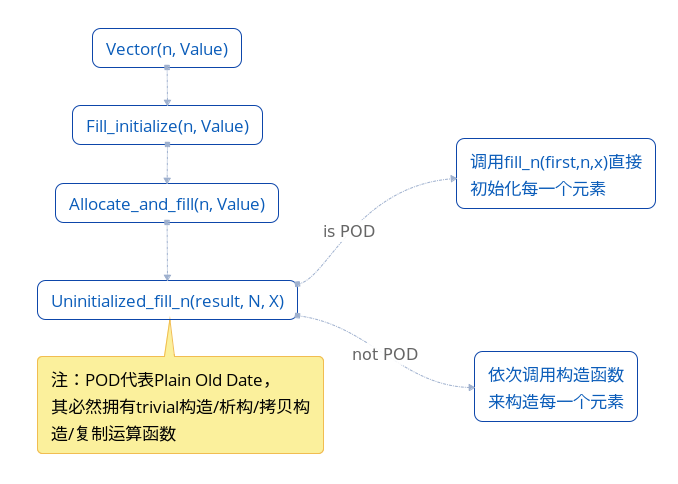 Vector(n, Value)
Fill_initialize(n, Value)
Allocate_and_fill(n, Value)
Uninitialized_fill_n(result, N, X)
is POD
调用fill_n(first,n,x)直接
初始化每一个元素
not POD
依次调用构造函数
来构造每一个元素
注：POD代表Plain Old Date，
其必然拥有trivial构造/析构/拷贝构
造/复制运算函数